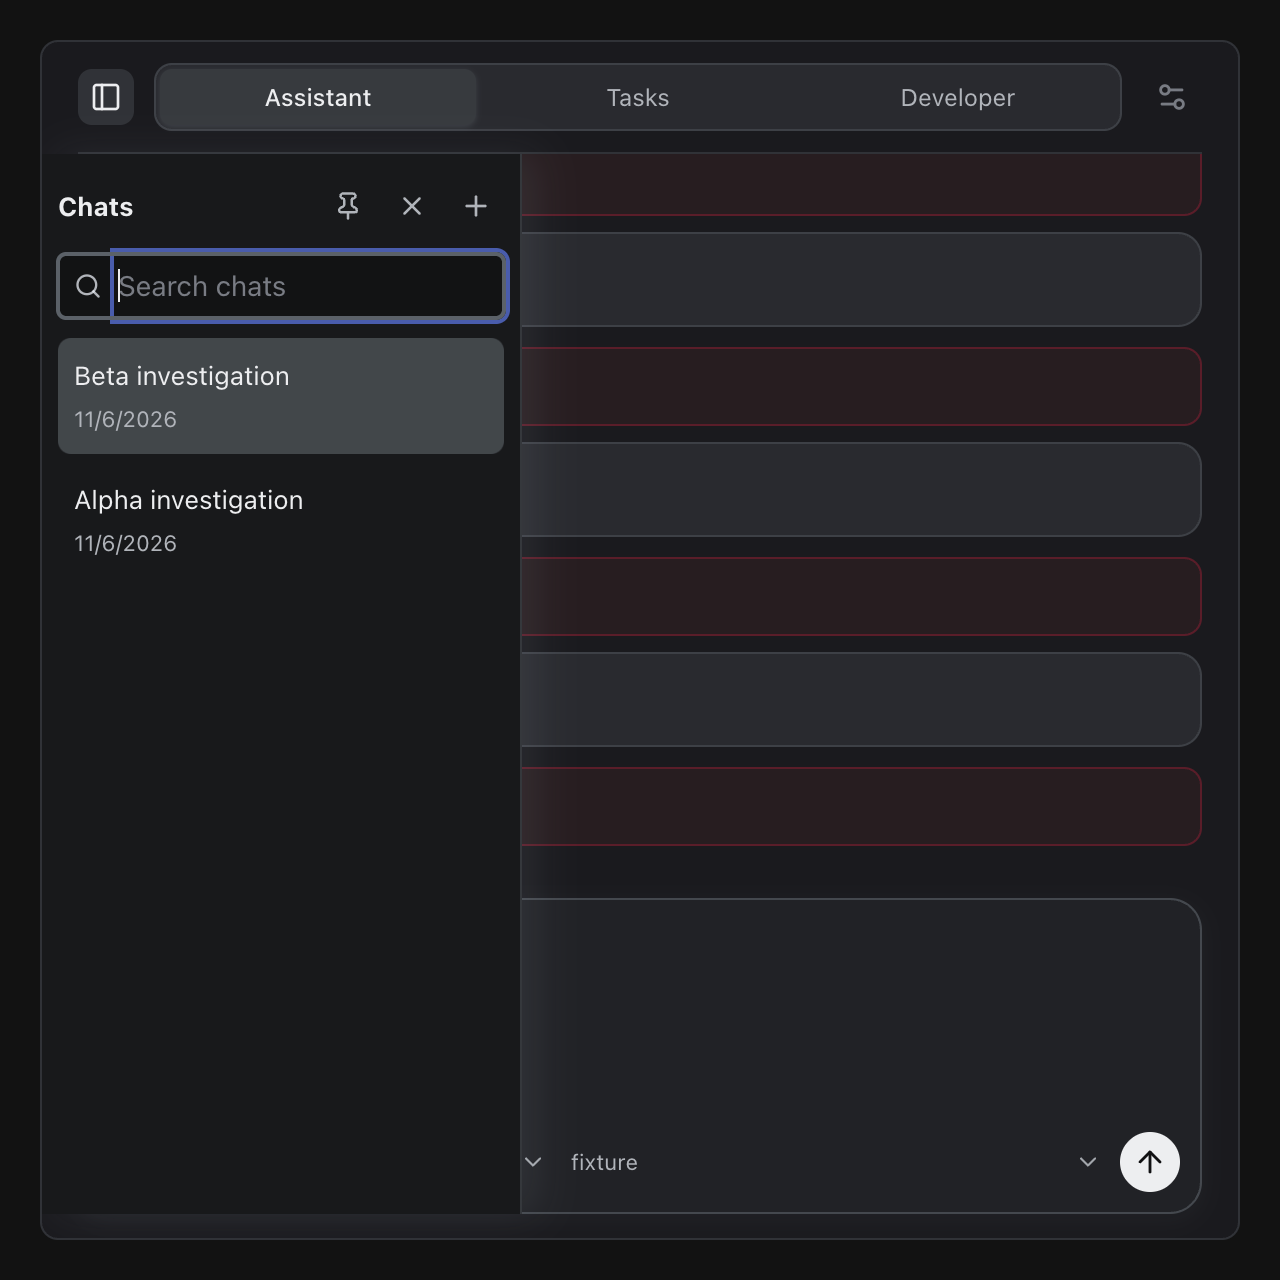 Assistant
Tasks
Developer
Chats
Search chats
Beta investigation
11/6/2026
Alpha investigation
11/6/2026
fixture